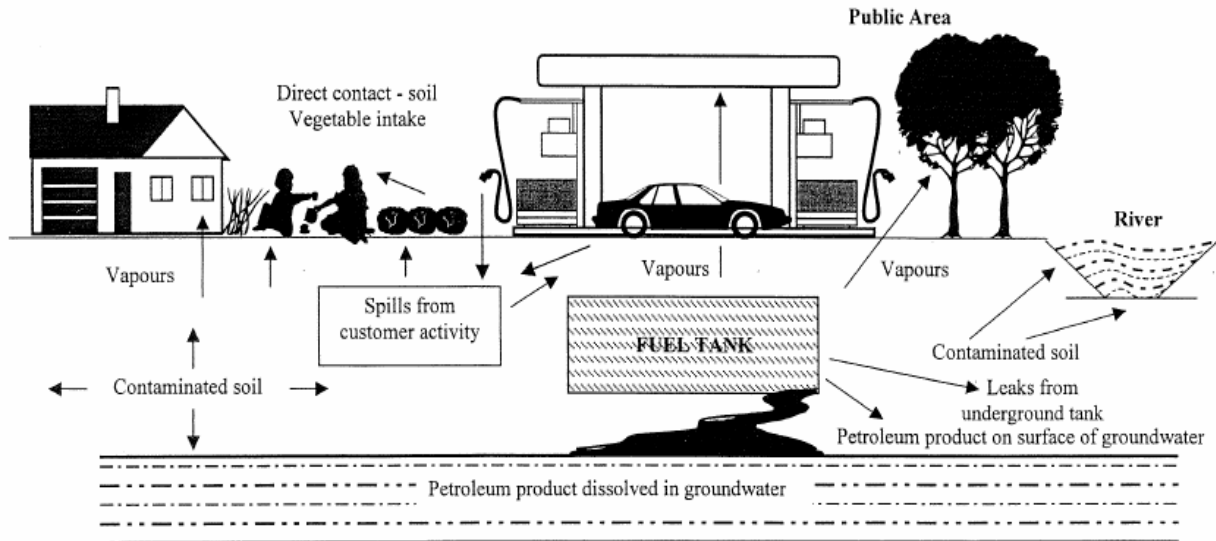 Public Area
Direct contact - soil
Vegetable intake
River
Vapours
Vapours
Vapours
Spills from
customer activity
FUEL TANK
Contaminated soil
Contaminated soil
Leaks from
underground tank
Petroleum product on surface of groundwater
Petroleum product dissolved in groundwater